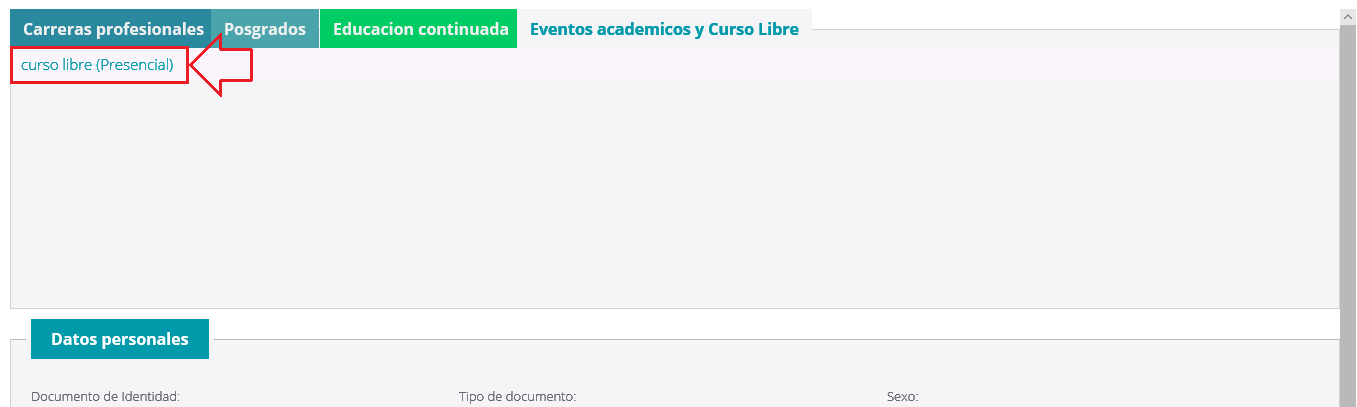 Carreras profesionales Posgrados Educacion continuada Eventos academicos y Curso Libre
curso libre (Presencial)
Datos personales
Documento de Identidad: Tipo de documento: Sexo: